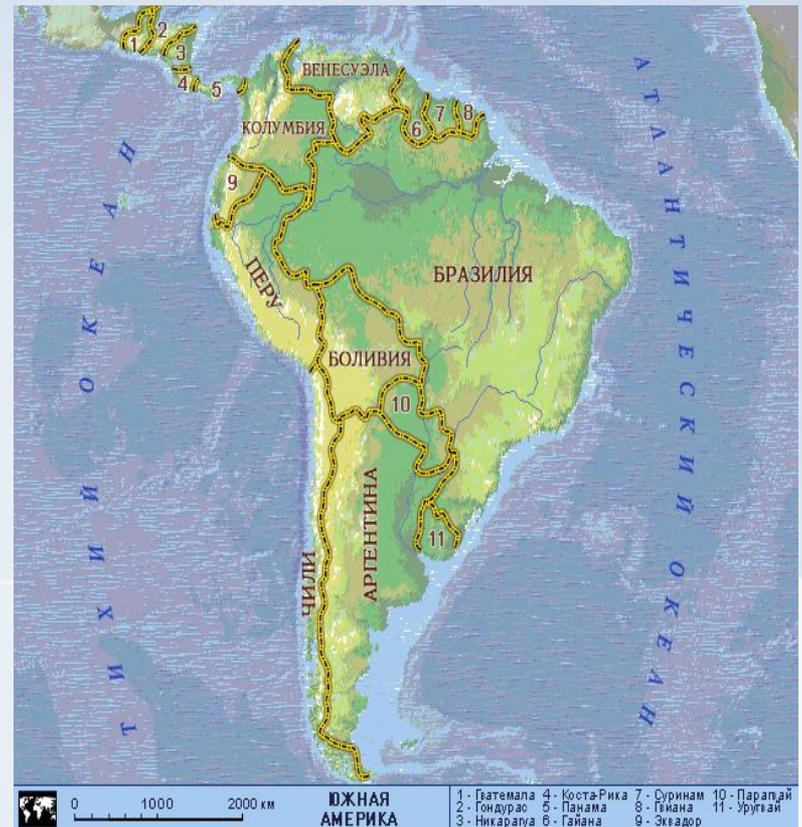 1
2
3
4
5
ВЕНЕСУЭЛА
КОЛУМБИЯ
6
7
8
9
ПЕРУ
БРАЗИЛИЯ
БОЛИВИЯ
10
ЧИЛИ
АРГЕНТИНА
11
ТИХИЙ ОКЕАН
АТЛАНТИЧЕСКИЙ ОКЕАН
0 1000 2000 км
ЮЖНАЯ
АМЕРИКА
1 - Гватемала 4 - Коста-Рика 7 - Суринам 10 - Парагвай
2 - Гондурас 5 - Панама 8 - Гвиана 11 - Уругвай
3 - Никарагуа 6 - Гайана 9 - Эквадор